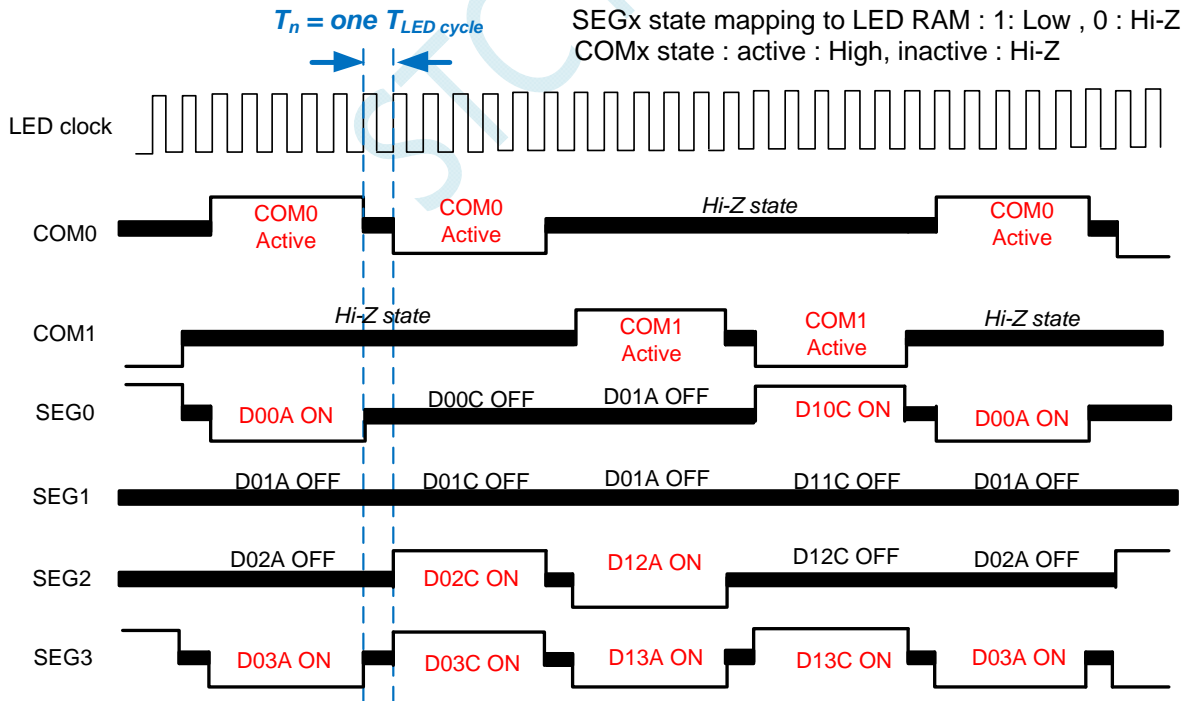 Tn = one TLED cycle
SEGx state mapping to LED RAM : 1: Low , 0 : Hi-Z
COMx state : active : High, inactive : Hi-Z
LED clock
COM0
COM0
Active
COM0
Active
Hi-Z state
COM0
Active
COM1
Hi-Z state
COM1
Active
COM1
Active
Hi-Z state
SEG0
D00A ON
D00C OFF
D01A OFF
D10C ON
D00A ON
SEG1
D01A OFF
D01C OFF
D01A OFF
D11C OFF
D01A OFF
SEG2
D02A OFF
D02C ON
D12A ON
D12C OFF
D02A OFF
SEG3
D03A ON
D03C ON
D13A ON
D13C ON
D03A ON